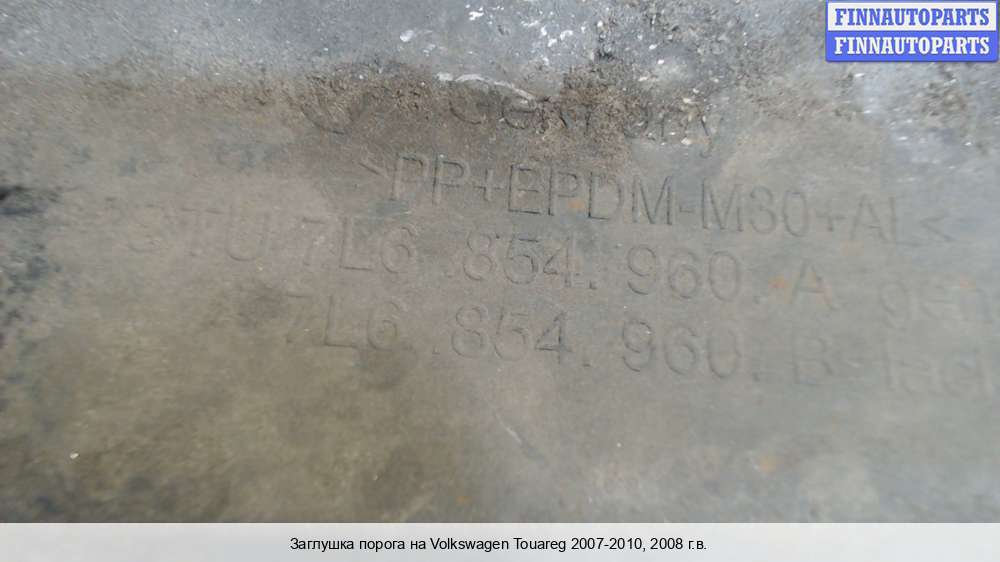 FINNAUTOPARTS
FINNAUTOPARTS
Germany
>PP+EPDM-M30+AL<
7L6.854.960.A
7L6.854.960.B
Заглушка порога на Volkswagen Touareg 2007-2010, 2008 г.в.